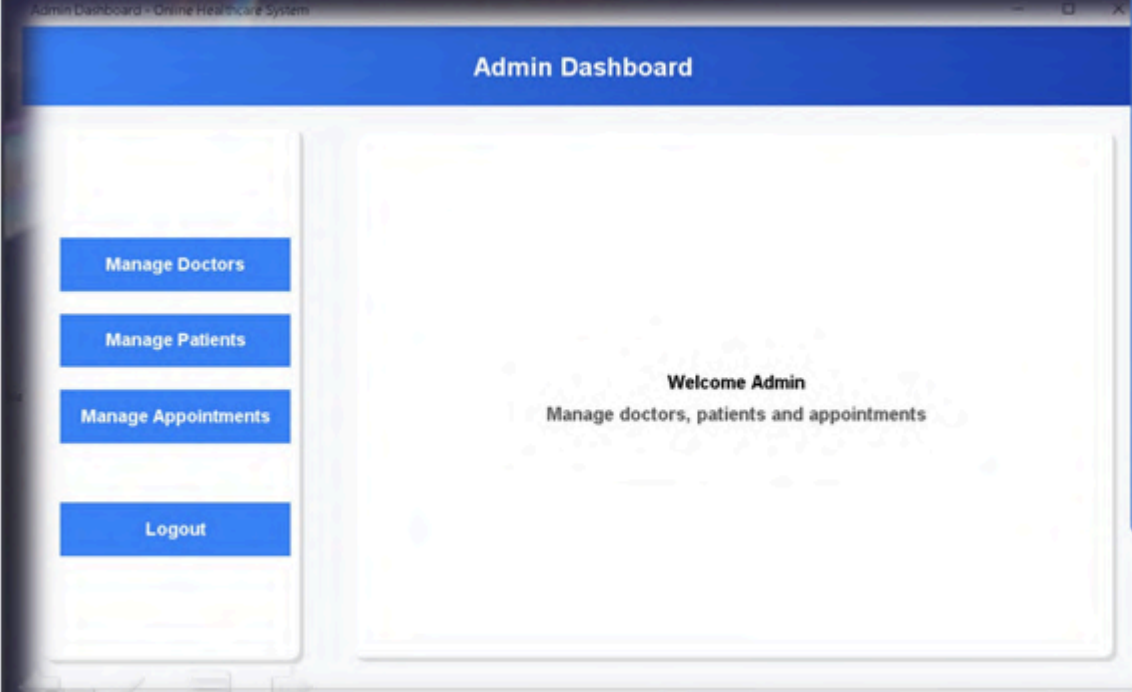 Admin Dashboard - Online Healthcare System
Admin Dashboard
Manage Doctors
Manage Patients
Manage Appointments
Logout
Welcome Admin
Manage doctors, patients and appointments